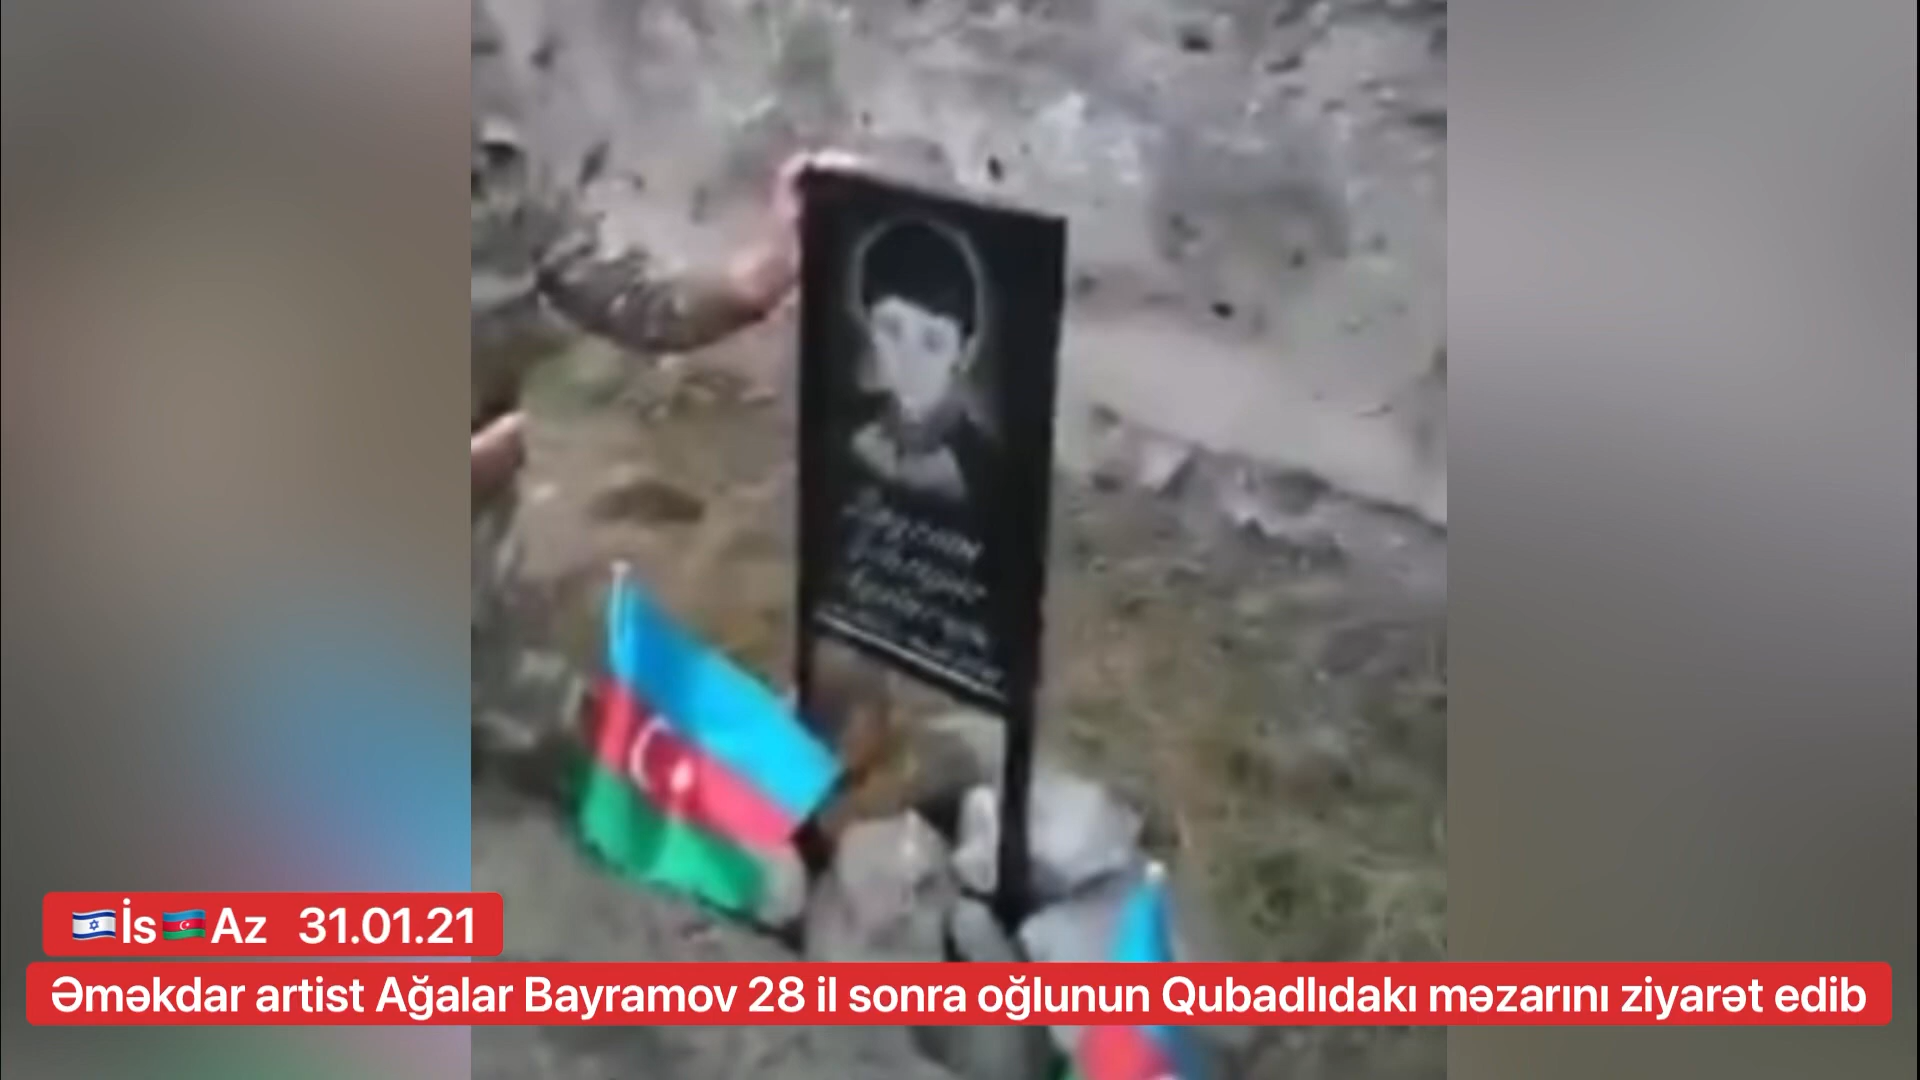 İs Az 31.01.21
Əməkdar artist Ağalar Bayramov 28 il sonra oğlunun Qubadlıdakı məzarını ziyarət edib